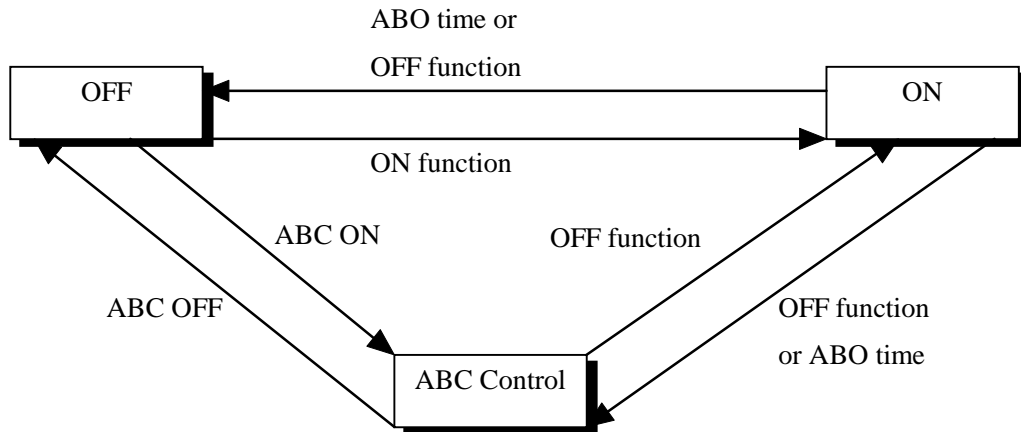 ABO time or
OFF function
OFF
ON
ON function
ABC ON
OFF function
ABC OFF
OFF function
or ABO time
ABC Control